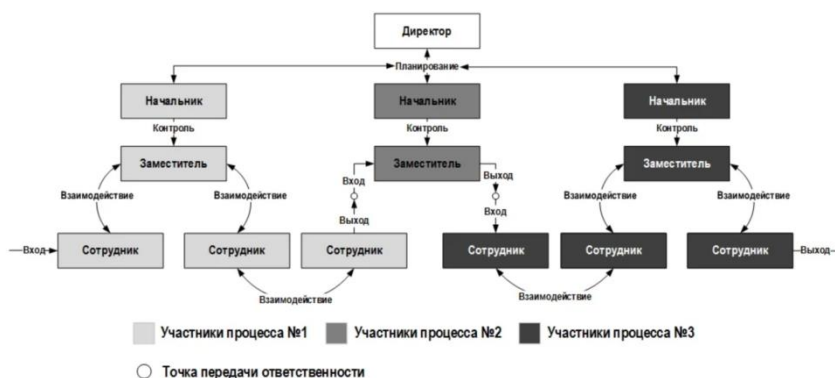 Директор
Планирование
Начальник
Начальник
Начальник
Контроль
Контроль
Контроль
Заместитель
Заместитель
Заместитель
Взаимодействие
Взаимодействие
Вход
Выход
Взаимодействие
Взаимодействие
Выход
Вход
Вход
Сотрудник
Сотрудник
Сотрудник
Сотрудник
Сотрудник
Сотрудник
Выход
Взаимодействие
Взаимодействие
Участники процесса №1
Участники процесса №2
Участники процесса №3
Точка передачи ответственности